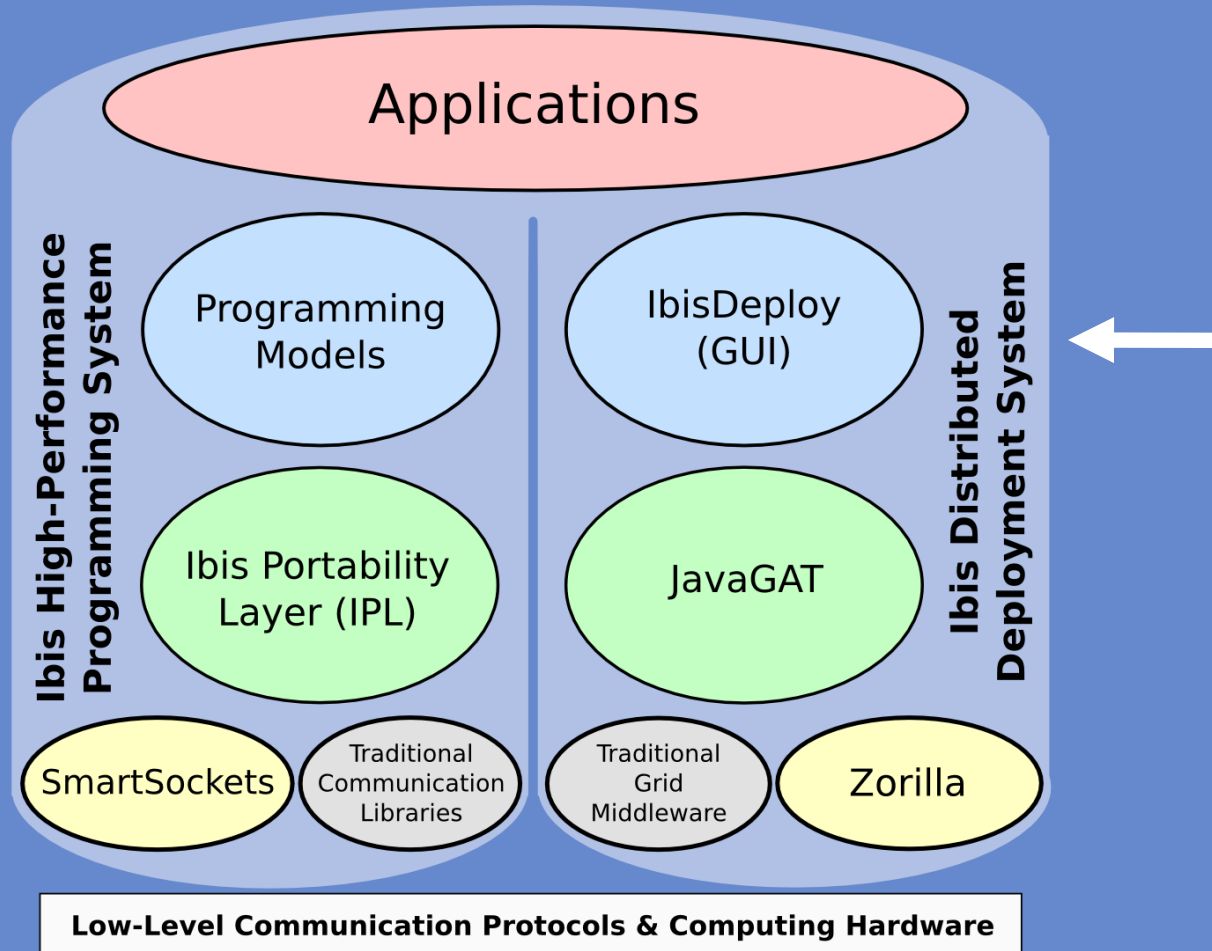 Applications
Ibis High-Performance
Programming System
Programming
Models
IbisDeploy
(GUI)
Ibis Distributed
Deployment System
Ibis Portability
Layer (IPL)
JavaGAT
SmartSockets
Traditional
Communication
Libraries
Traditional
Grid
Middleware
Zorilla
Low-Level Communication Protocols & Computing Hardware